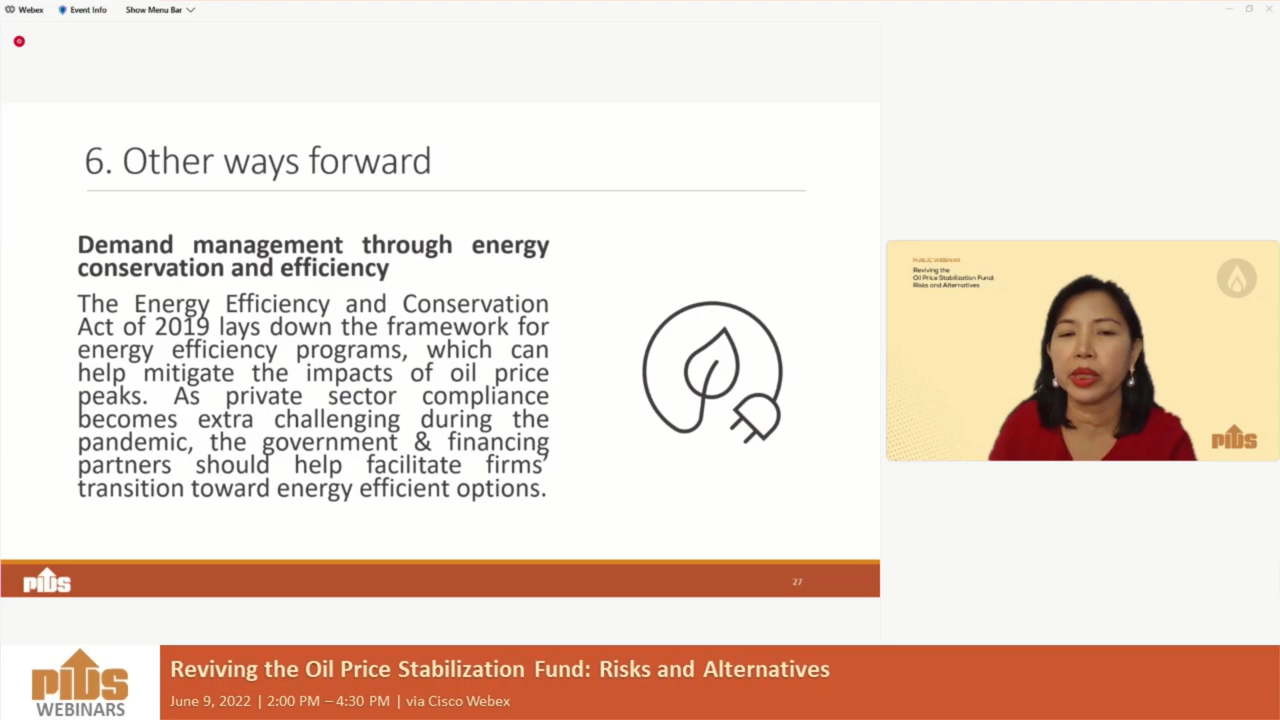 Webex Event Info Show Menu Bar
6. Other ways forward
Demand management through energy
conservation and efficiency
The Energy Efficiency and Conservation
Act of 2019 lays down the framework for
energy efficiency programs, which can
help mitigate the impacts of oil price
peaks. As private sector compliance
becomes extra challenging during the
pandemic, the government & financing
partners should help facilitate firms'
transition toward energy efficient options.
PIDS
27
PUBLIC WEBINAR
Reviving the
Oil Price Stabilization Fund:
Risks and Alternatives
PIDS
PIDS
WEBINARS
Reviving the Oil Price Stabilization Fund: Risks and Alternatives
June 9, 2022 | 2:00 PM – 4:30 PM | via Cisco Webex